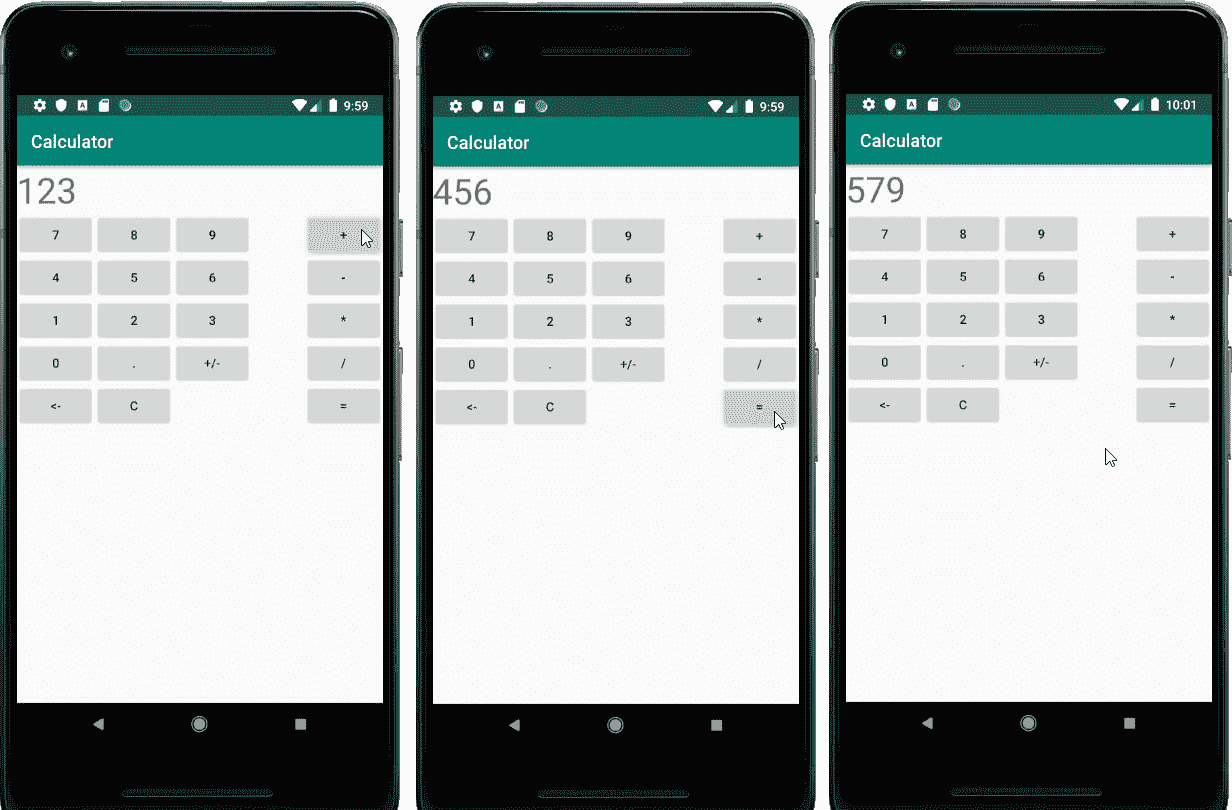 9:59
Calculator
123
7 8 9 +
4 5 6 -
1 2 3 *
0 . +/- /
<- C =
9:59
Calculator
456
7 8 9 +
4 5 6 -
1 2 3 *
0 . +/- /
<- C =
10:01
Calculator
579
7 8 9 +
4 5 6 -
1 2 3 *
0 . +/- /
<- C =